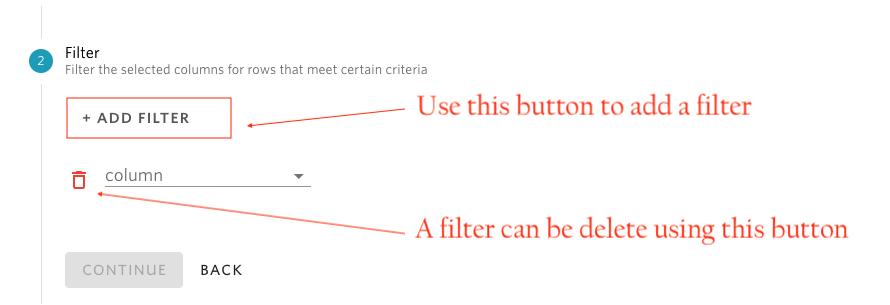 2
Filter
Filter the selected columns for rows that meet certain criteria
+ ADD FILTER
Use this button to add a filter
column
A filter can be delete using this button
CONTINUE BACK